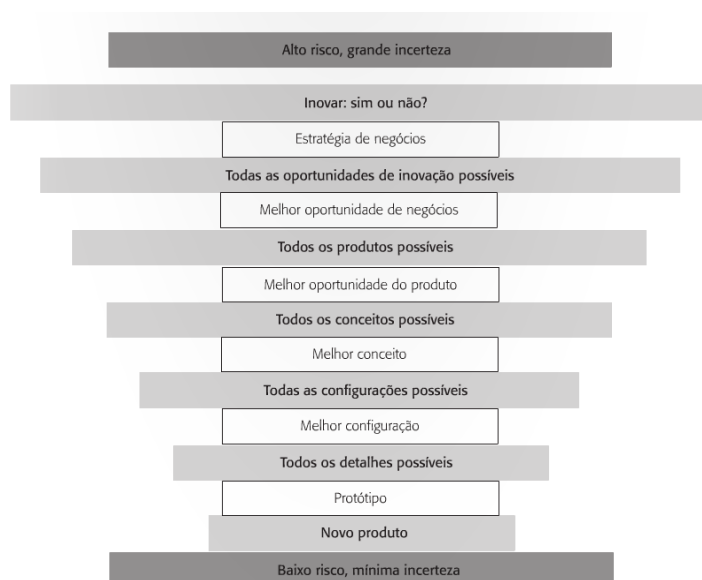 Alto risco, grande incerteza
Inovar: sim ou não?
Estratégia de negócios
Todas as oportunidades de inovação possíveis
Melhor oportunidade de negócios
Todos os produtos possíveis
Melhor oportunidade do produto
Todos os conceitos possíveis
Melhor conceito
Todas as configurações possíveis
Melhor configuração
Todos os detalhes possíveis
Protótipo
Novo produto
Baixo risco, mínima incerteza